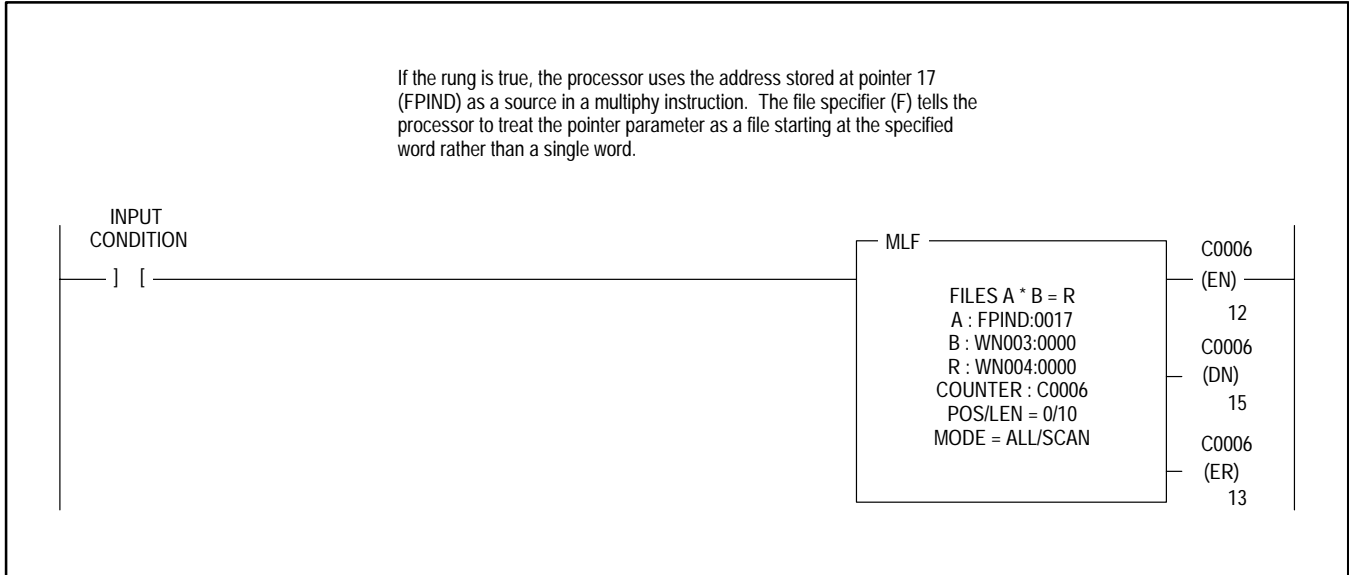 If the rung is true, the processor uses the address stored at pointer 17
(FPIND) as a source in a multiphy instruction.  The file specifier (F) tells the
processor to treat the pointer parameter as a file starting at the specified
word rather than a single word.
INPUT
CONDITION
] [
MLF
FILES A * B = R
A : FPIND:0017
B : WN003:0000
R : WN004:0000
COUNTER : C0006
POS/LEN = 0/10
MODE = ALL/SCAN
C0006
(EN)
12
C0006
(DN)
15
C0006
(ER)
13